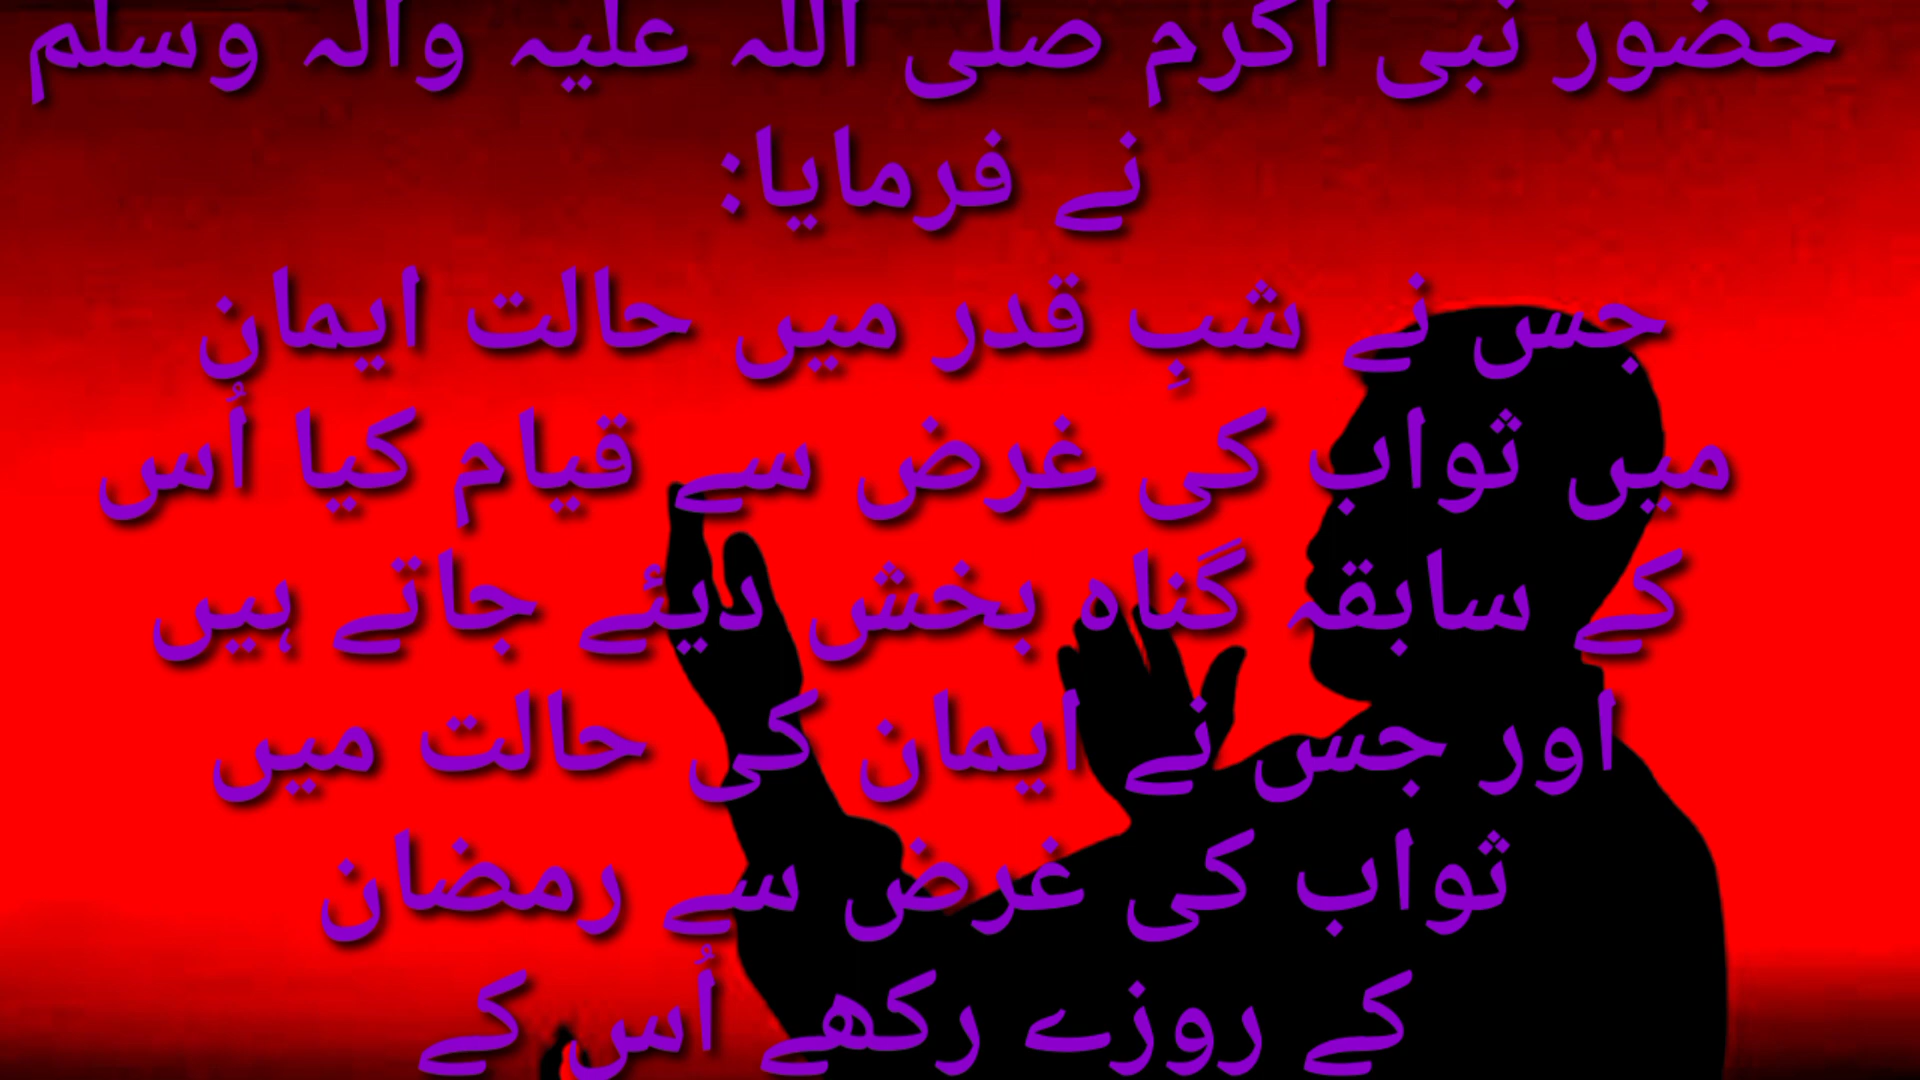 حضور نبی اکرم صلی اللہ علیہ والہ وسلم
نے فرمایا:
جس نے شبِ قدر میں حالت ایمان
میں ثواب کی غرض سے قیام کیا اُس
کے سابقہ گناہ بخش دیئے جاتے ہیں
اور جس نے ایمان کی حالت میں
ثواب کی غرض سے رمضان
کے روزے رکھے اُس کے